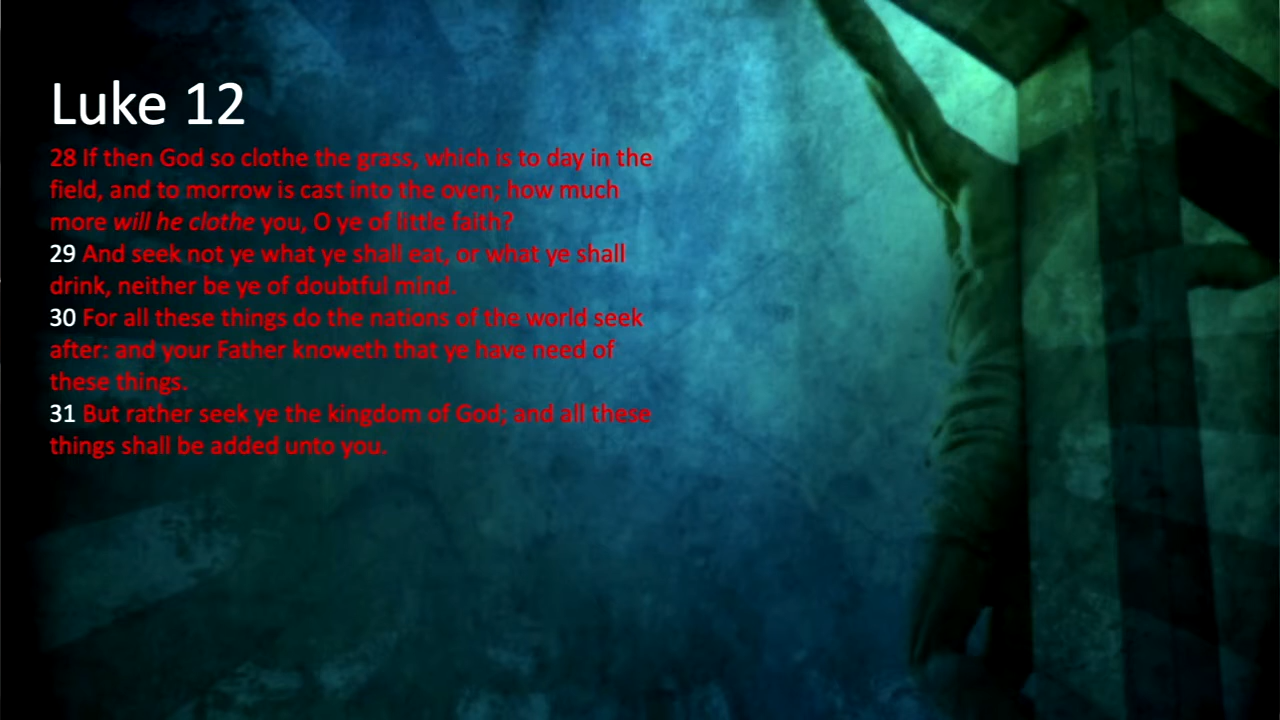 Luke 12
28 If then God so clothe the grass, which is to day in the
field, and to morrow is cast into the oven; how much
more will he clothe you, O ye of little faith?
29 And seek not ye what ye shall eat, or what ye shall
drink, neither be ye of doubtful mind.
30 For all these things do the nations of the world seek
after: and your Father knoweth that ye have need of
these things.
31 But rather seek ye the kingdom of God; and all these
things shall be added unto you.